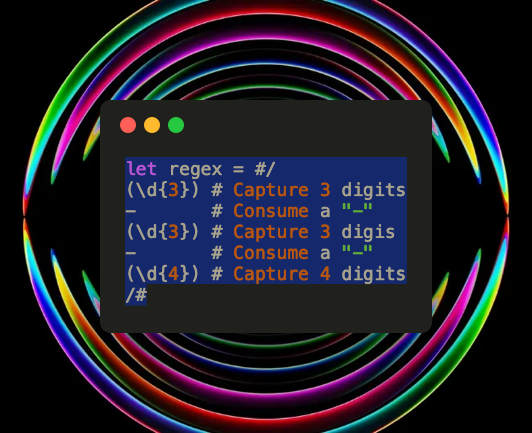 let regex = #/
(\d{3}) # Capture 3 digits
-       # Consume a "-"
(\d{3}) # Capture 3 digis
-       # Consume a "-"
(\d{4}) # Capture 4 digits
/#